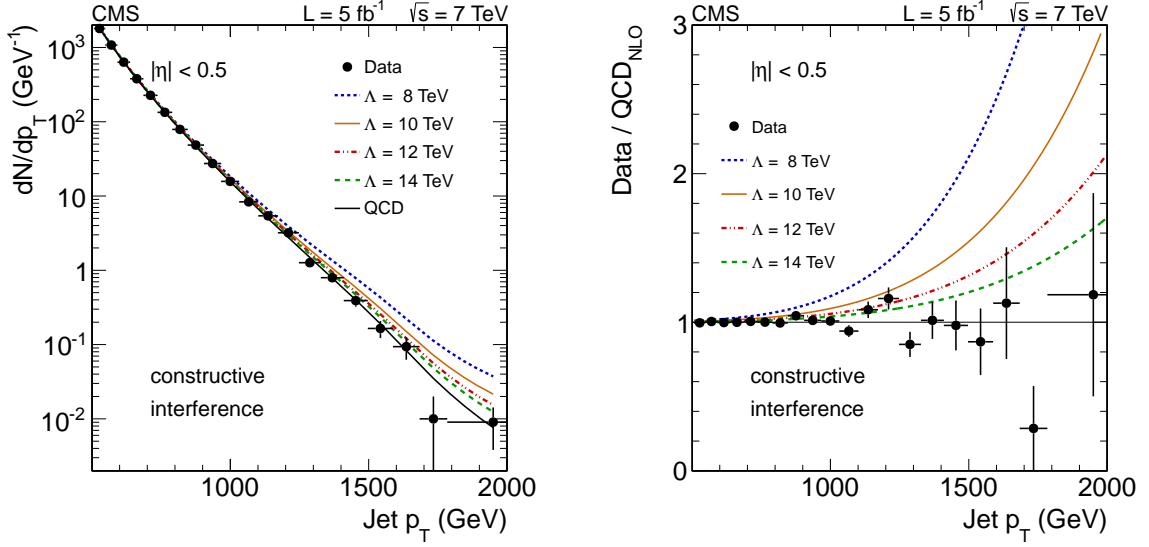 CMS L = 5 fb⁻¹ √s = 7 TeV
dN/dp_T (GeV⁻¹)
|η| < 0.5
Data
Λ = 8 TeV
Λ = 10 TeV
Λ = 12 TeV
Λ = 14 TeV
QCD
10³
10²
10
1
10⁻¹
10⁻²
constructive
interference
1000 1500 2000
Jet p_T (GeV)
CMS L = 5 fb⁻¹ √s = 7 TeV
Data / QCD_NLO
|η| < 0.5
Data
Λ = 8 TeV
Λ = 10 TeV
Λ = 12 TeV
Λ = 14 TeV
3
2
1
0
constructive
interference
1000 1500 2000
Jet p_T (GeV)